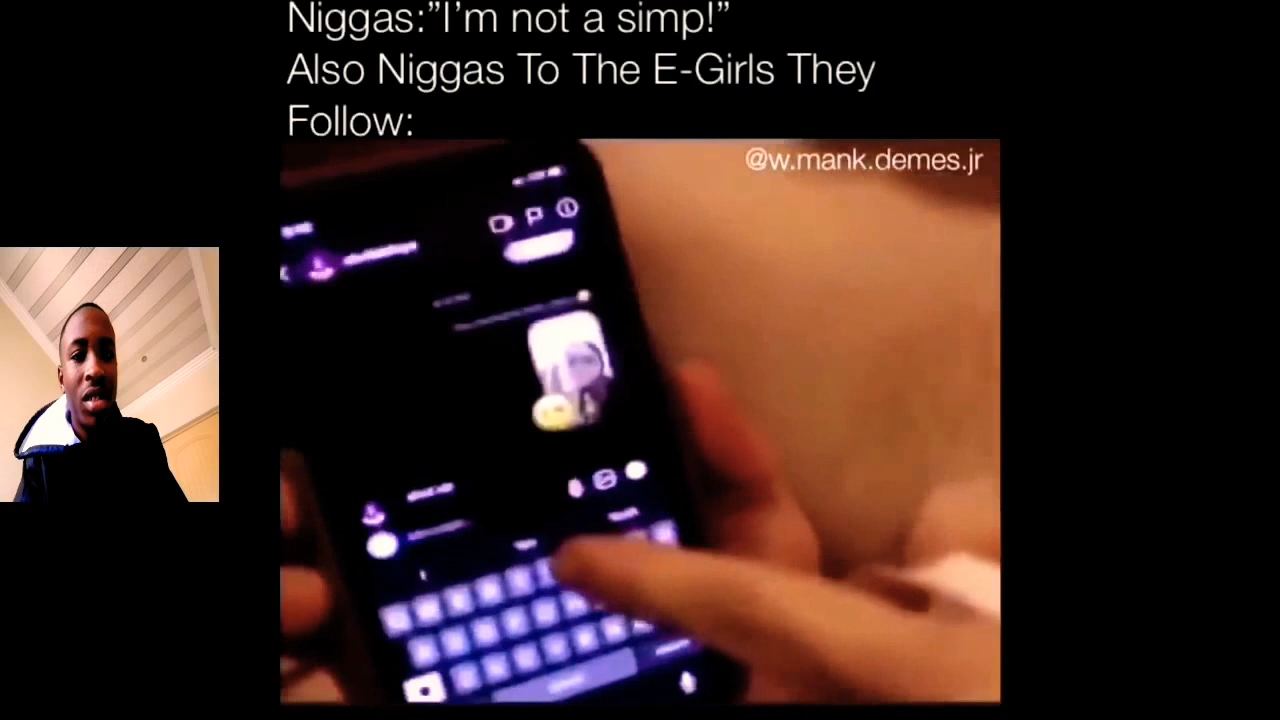 Niggas:”I’m not a simp!”
Also Niggas To The E-Girls They
Follow:
@w.mank.demes.jr